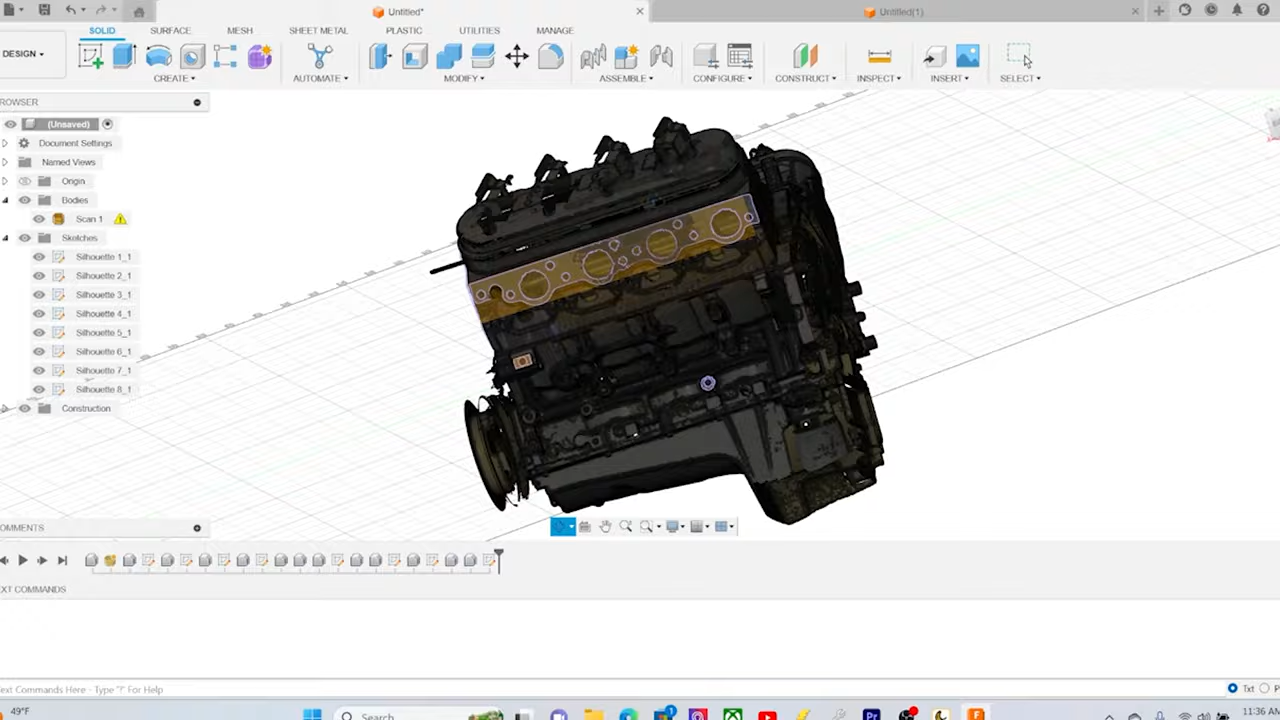 Untitled*
Untitled(1)
SOLID SURFACE MESH SHEET METAL PLASTIC UTILITIES MANAGE
DESIGN
CREATE AUTOMATE MODIFY ASSEMBLE CONFIGURE CONSTRUCT INSPECT INSERT SELECT
ROWSER
(Unsaved)
Document Settings
Named Views
Origin
Bodies
Scan 1
Sketches
Silhouette 1_1
Silhouette 2_1
Silhouette 3_1
Silhouette 4_1
Silhouette 5_1
Silhouette 6_1
Silhouette 7_1
Silhouette 8_1
Construction
OMMENTS
EXT COMMANDS
ext Commands Here - Type '?' For Help
Txt
49°F
Search
11:36 AM